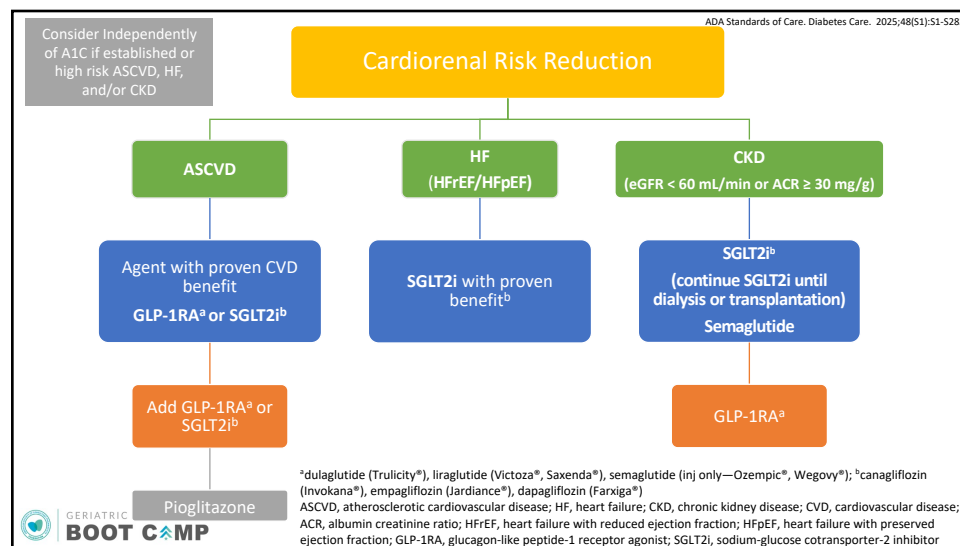 ADA Standards of Care. Diabetes Care. 2025;48(S1):S1-S28
Consider Independently
of A1C if established or
high risk ASCVD, HF,
and/or CKD
Cardiorenal Risk Reduction
ASCVD
HF
(HFrEF/HFpEF)
CKD
(eGFR < 60 mL/min or ACR ≥ 30 mg/g)
Agent with proven CVD
benefit
GLP-1RAᵃ or SGLT2iᵇ
SGLT2i with proven
benefitᵇ
SGLT2iᵇ
(continue SGLT2i until
dialysis or transplantation)
Semaglutide
Add GLP-1RAᵃ or
SGLT2iᵇ
GLP-1RAᵃ
Pioglitazone
ᵃdulaglutide (Trulicity®), liraglutide (Victoza®, Saxenda®), semaglutide (inj only—Ozempic®, Wegovy®); ᵇcanagliflozin
(Invokana®), empagliflozin (Jardiance®), dapagliflozin (Farxiga®)
ASCVD, atherosclerotic cardiovascular disease; HF, heart failure; CKD, chronic kidney disease; CVD, cardiovascular disease;
ACR, albumin creatinine ratio; HFrEF, heart failure with reduced ejection fraction; HFpEF, heart failure with preserved
ejection fraction; GLP-1RA, glucagon-like peptide-1 receptor agonist; SGLT2i, sodium-glucose cotransporter-2 inhibitor
GERIATRIC
BOOT CAMP